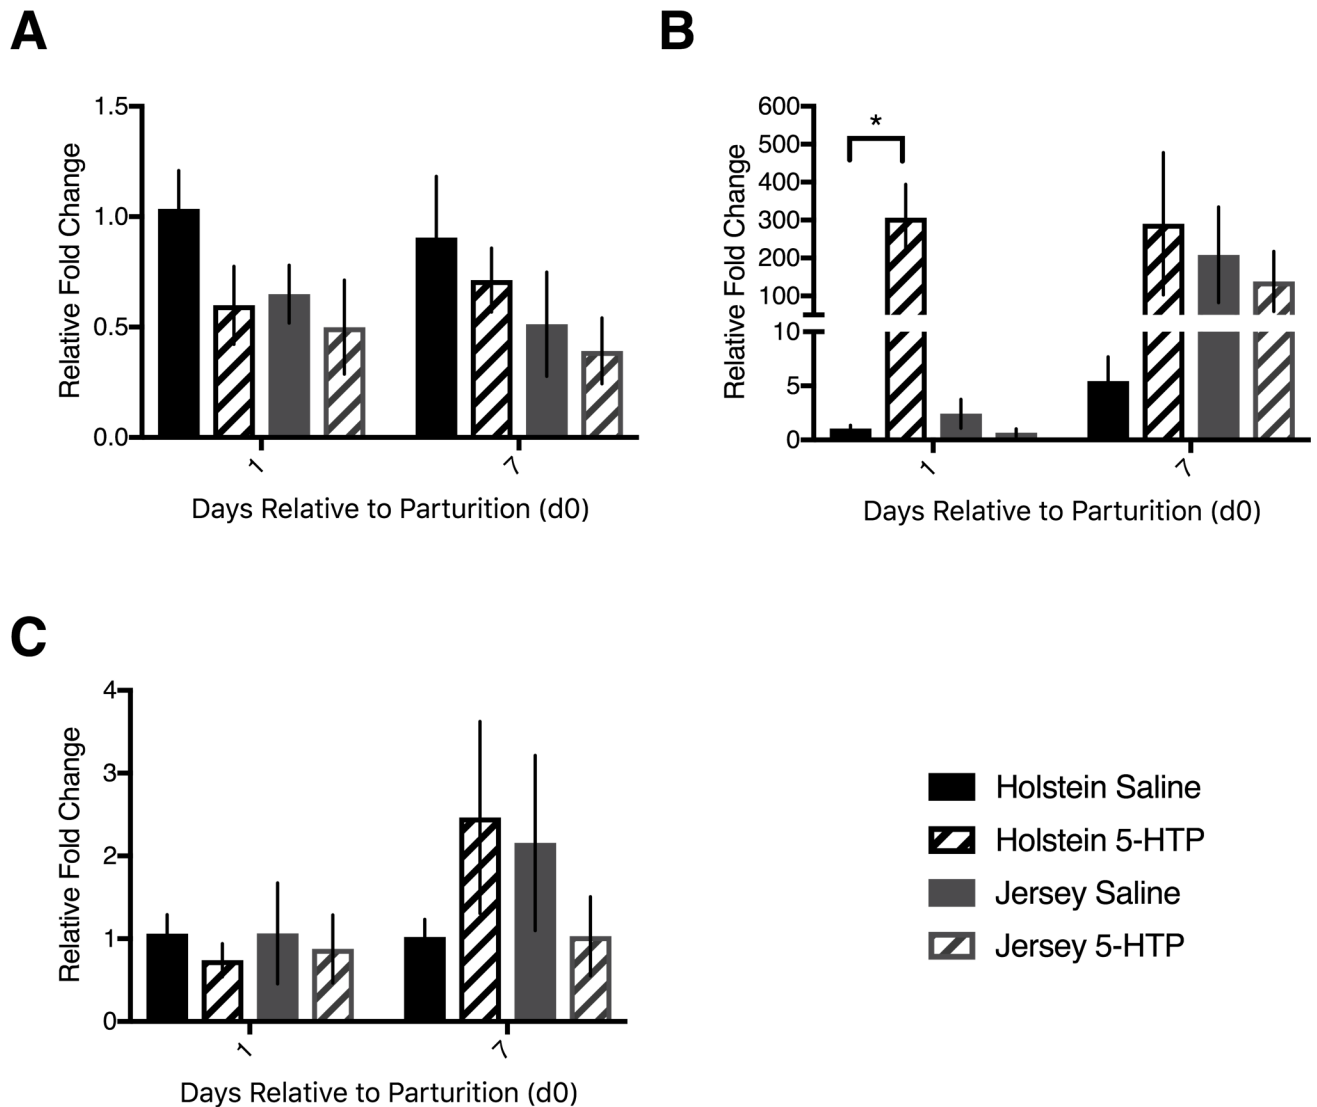 A
Relative Fold Change
1.5
1.0
0.5
0.0
1
7
Days Relative to Parturition (d0)
B
Relative Fold Change
600
500
400
300
200
100
10
5
0
*
1
7
Days Relative to Parturition (d0)
C
Relative Fold Change
4
3
2
1
0
1
7
Days Relative to Parturition (d0)
Holstein Saline
Holstein 5-HTP
Jersey Saline
Jersey 5-HTP